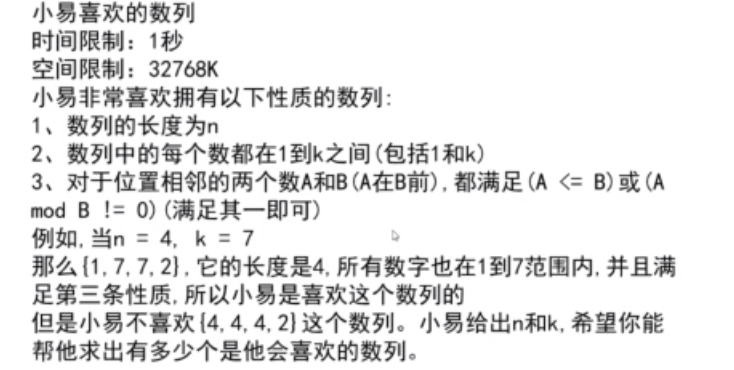 小易喜欢的数列
时间限制：1秒
空间限制：32768K
小易非常喜欢拥有以下性质的数列:
1、数列的长度为n
2、数列中的每个数都在1到k之间(包括1和k)
3、对于位置相邻的两个数A和B(A在B前),都满足(A <= B)或(A
mod B != 0)(满足其一即可)
例如,当n = 4, k = 7
那么{1,7,7,2},它的长度是4,所有数字也在1到7范围内,并且满
足第三条性质,所以小易是喜欢这个数列的
但是小易不喜欢{4,4,4,2}这个数列。小易给出n和k,希望你能
帮他求出有多少个是他会喜欢的数列。